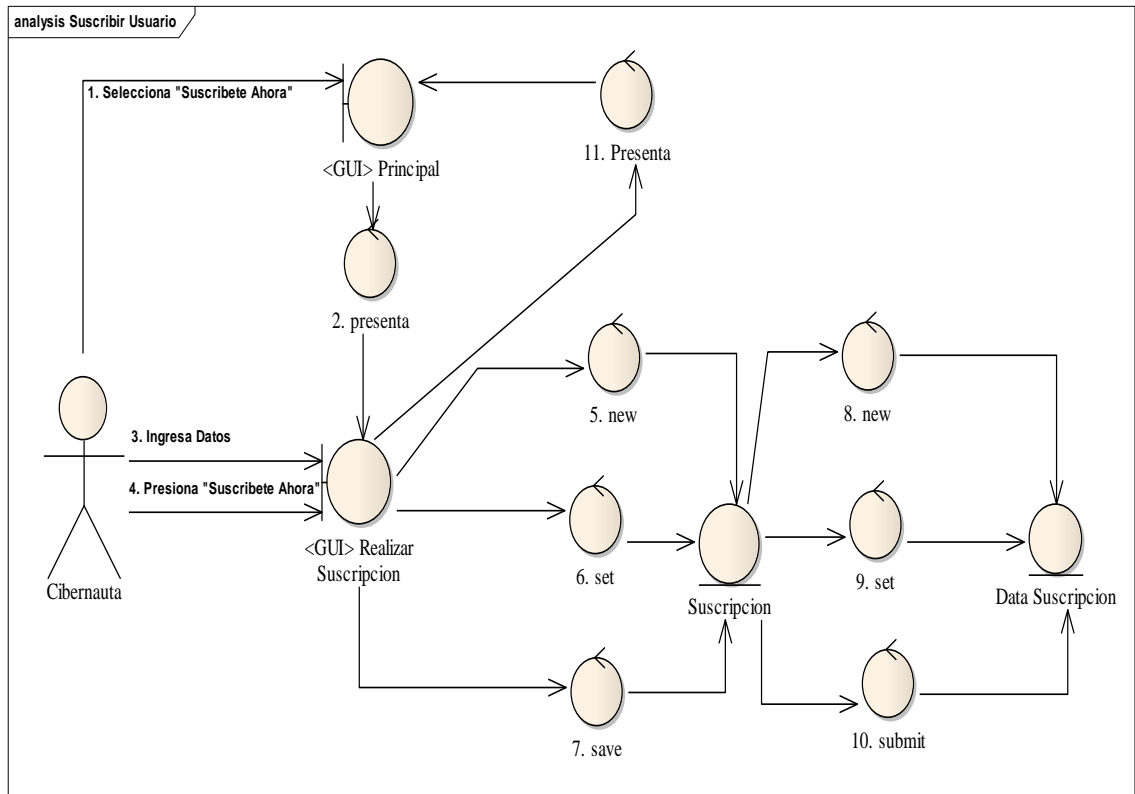 analysis Suscribir Usuario
1. Selecciona "Suscribete Ahora"
<GUI> Principal
11. Presenta
2. presenta
5. new
8. new
3. Ingresa Datos
4. Presiona "Suscribete Ahora"
<GUI> Realizar
Suscripcion
6. set
9. set
Cibernauta
Suscripcion
Data Suscripcion
7. save
10. submit